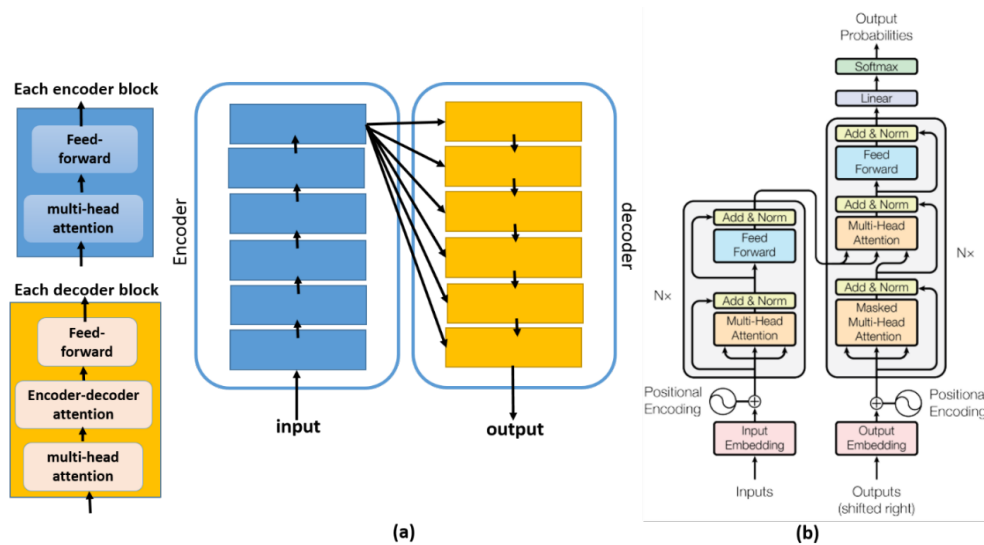 Each encoder block
Feed-
forward
multi-head
attention
Each decoder block
Feed-
forward
Encoder-decoder
attention
multi-head
attention
Encoder
decoder
input
output
(a)
Output
Probabilities
Softmax
Linear
Add & Norm
Feed
Forward
Add & Norm
Multi-Head
Attention
Add & Norm
Masked
Multi-Head
Attention
N×
Add & Norm
Feed
Forward
Add & Norm
Multi-Head
Attention
N×
Positional
Encoding
Positional
Encoding
Input
Embedding
Output
Embedding
Inputs
Outputs
(shifted right)
(b)